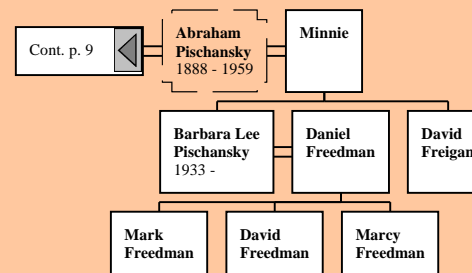 Cont. p. 9
Abraham
Pischansky
1888 - 1959
Minnie
Barbara Lee
Pischansky
1933 -
Daniel
Freedman
David
Freigan
Mark
Freedman
David
Freedman
Marcy
Freedman